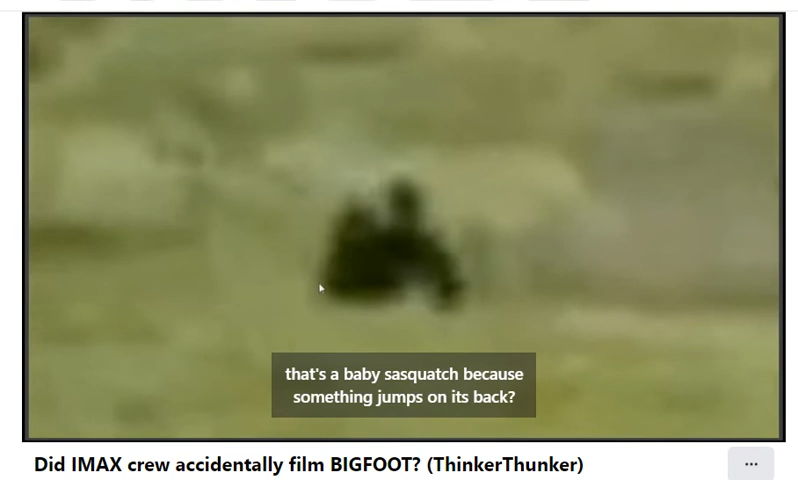 that's a baby sasquatch because
something jumps on its back?
Did IMAX crew accidentally film BIGFOOT? (ThinkerThunker)